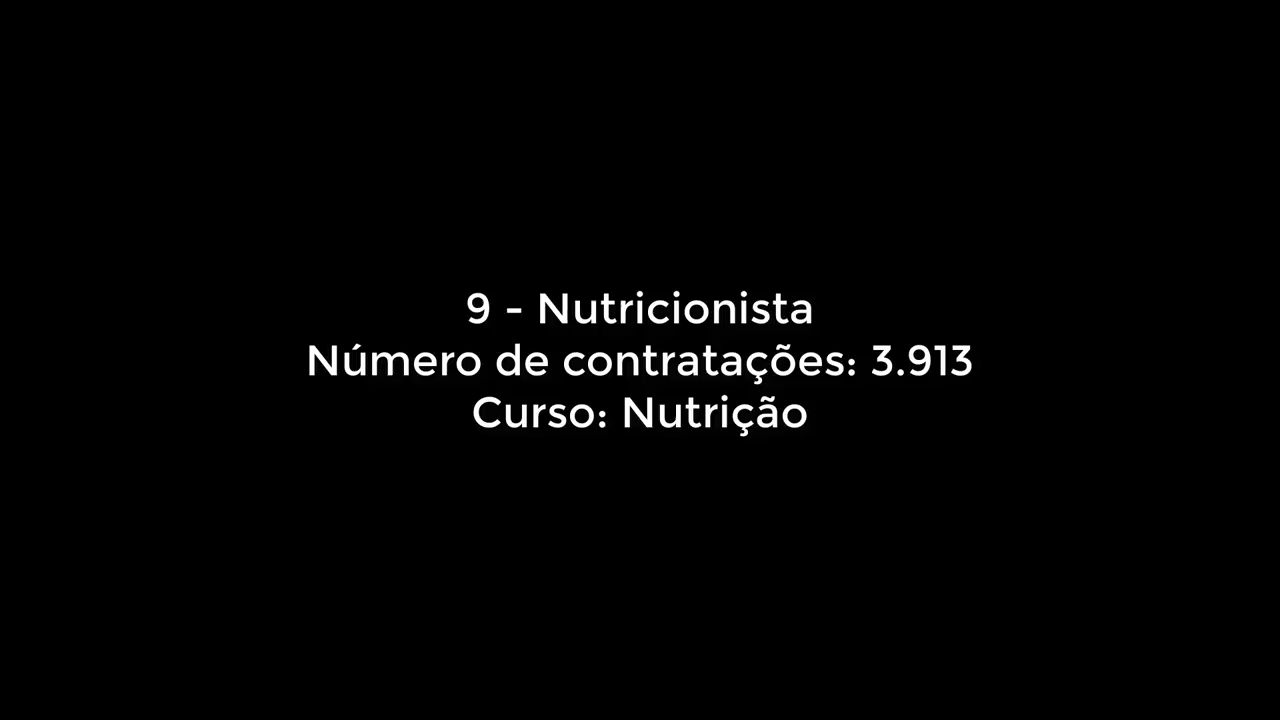 9 - Nutricionista
Número de contratações: 3.913
Curso: Nutrição